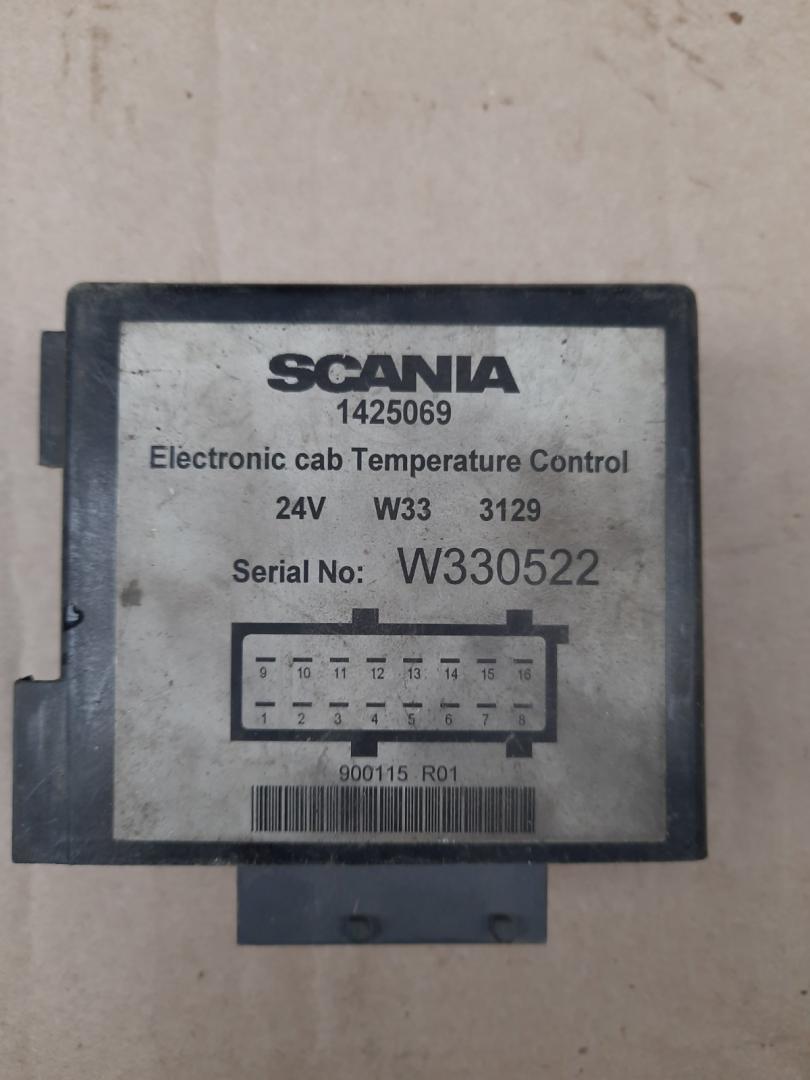 SCANIA
1425069
Electronic cab Temperature Control
24V W33 3129
Serial No: W330522
9 10 11 12 13 14 15 16
1 2 3 4 5 6 7 8
900115 R01